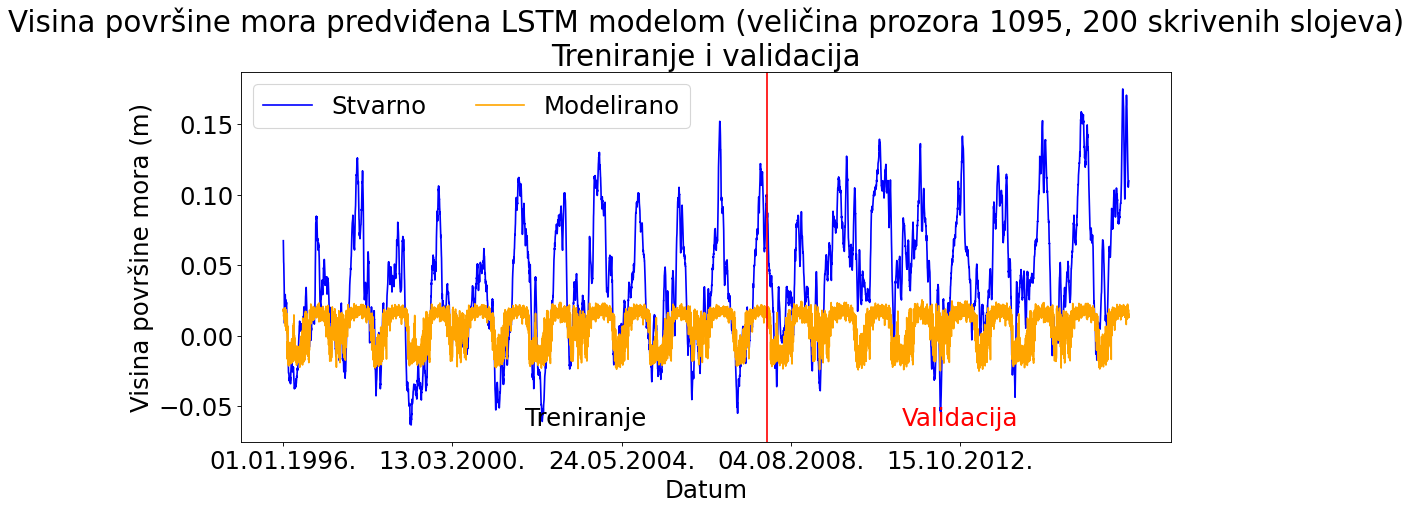 Visina površine mora predviđena LSTM modelom (veličina prozora 1095, 200 skrivenih slojeva)
Treniranje i validacija
Stvarno
Modelirano
Visina površine mora (m)
0.15
0.10
0.05
0.00
−0.05
Treniranje
Validacija
01.01.1996.
13.03.2000.
24.05.2004.
04.08.2008.
15.10.2012.
Datum